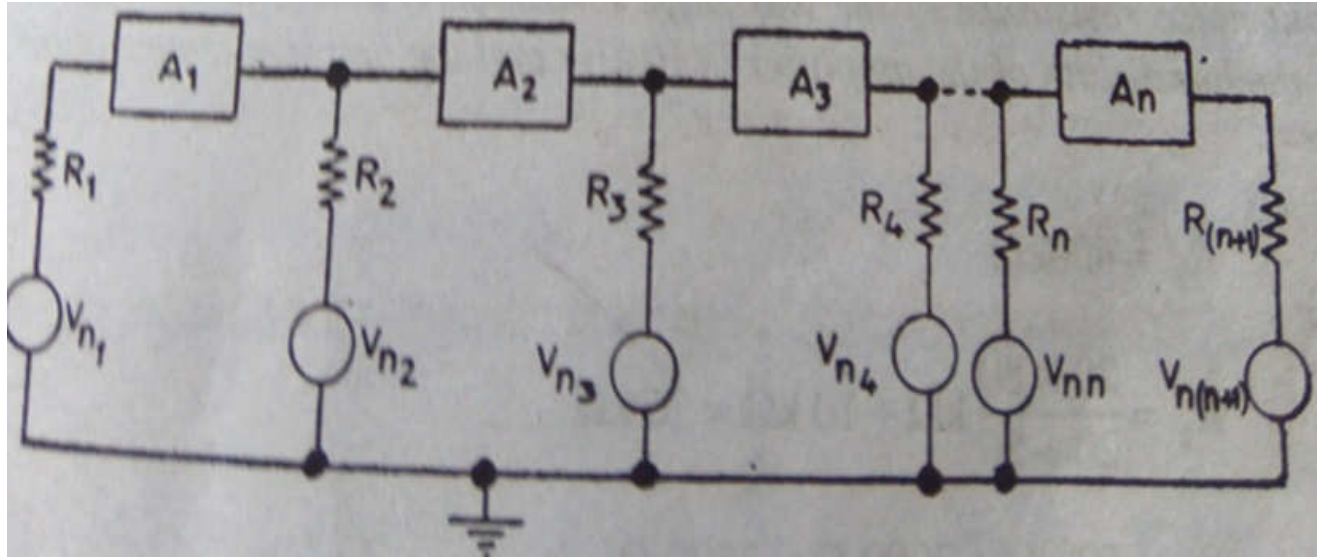 A1 A2 A3 An
R1 R2 R3 R4 Rn R(n+1)
Vn1 Vn2 Vn3 Vn4 Vnn Vn(n+1)